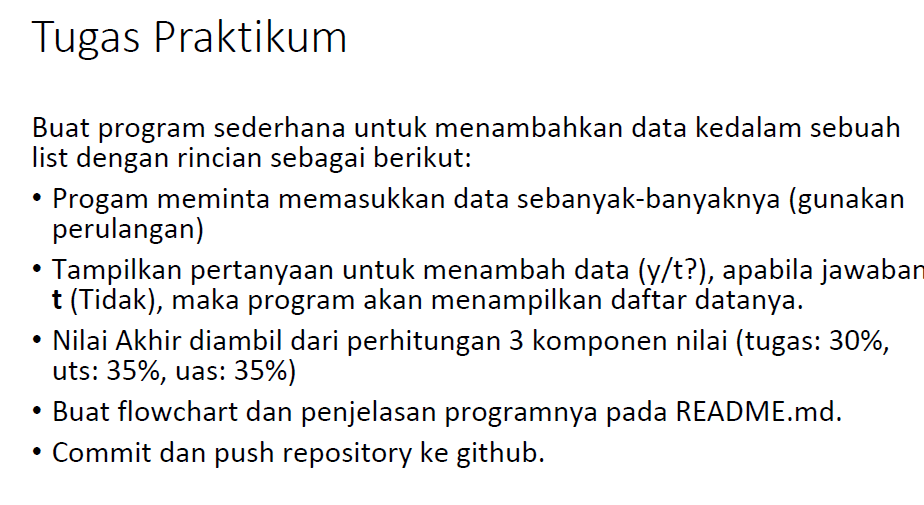 Tugas Praktikum
Buat program sederhana untuk menambahkan data kedalam sebuah
list dengan rincian sebagai berikut:
• Progam meminta memasukkan data sebanyak-banyaknya (gunakan
perulangan)
• Tampilkan pertanyaan untuk menambah data (y/t?), apabila jawaban
t (Tidak), maka program akan menampilkan daftar datanya.
• Nilai Akhir diambil dari perhitungan 3 komponen nilai (tugas: 30%,
uts: 35%, uas: 35%)
• Buat flowchart dan penjelasan programnya pada README.md.
• Commit dan push repository ke github.